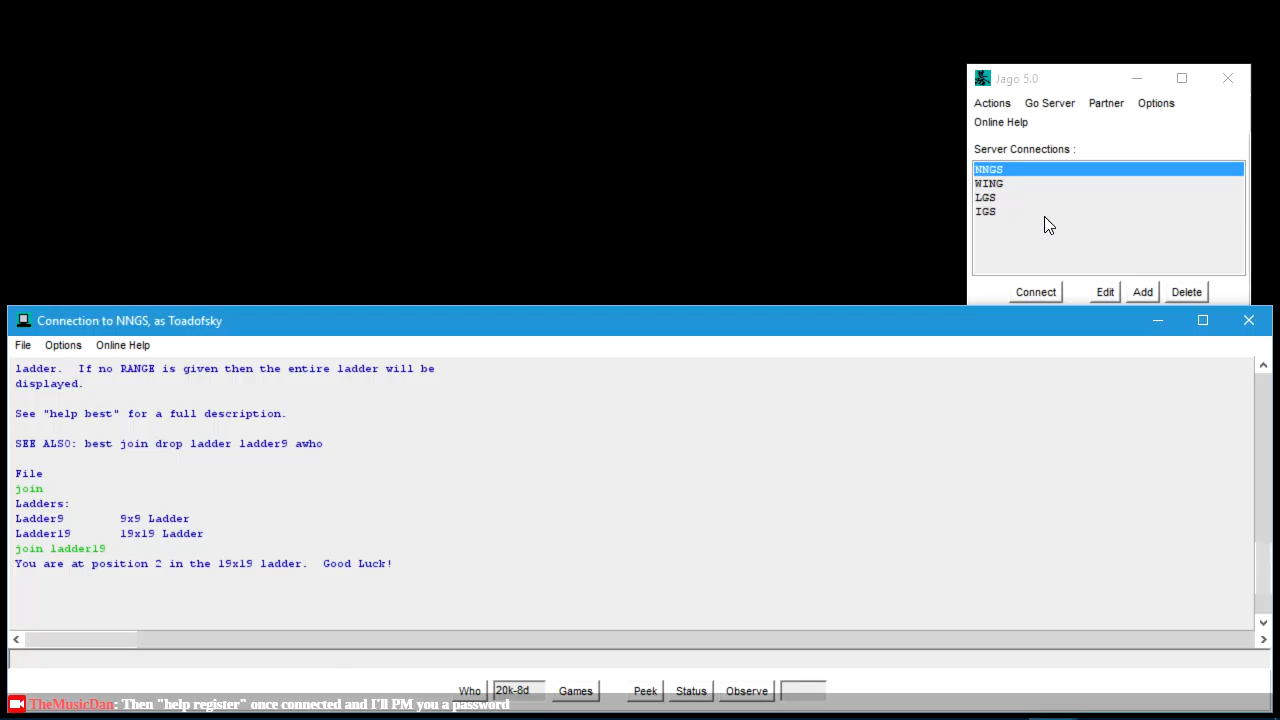 Jago 5.0
Actions Go Server Partner Options
Online Help
Server Connections :
NNGS
WING
LGS
IGS
Connect Edit Add Delete
Connection to NNGS, as Toadofsky
File Options Online Help
ladder. If no RANGE is given then the entire ladder will be
displayed.
See "help best" for a full description.
SEE ALSO: best join drop ladder ladder9 awho
File
join
Ladders:
Ladder9 9x9 Ladder
Ladder19 19x19 Ladder
join ladder19
You are at position 2 in the 19x19 ladder. Good Luck!
Who 20k-8d Games Peek Status Observe
TheMusicDan: Then "help register" once connected and I'll PM you a password